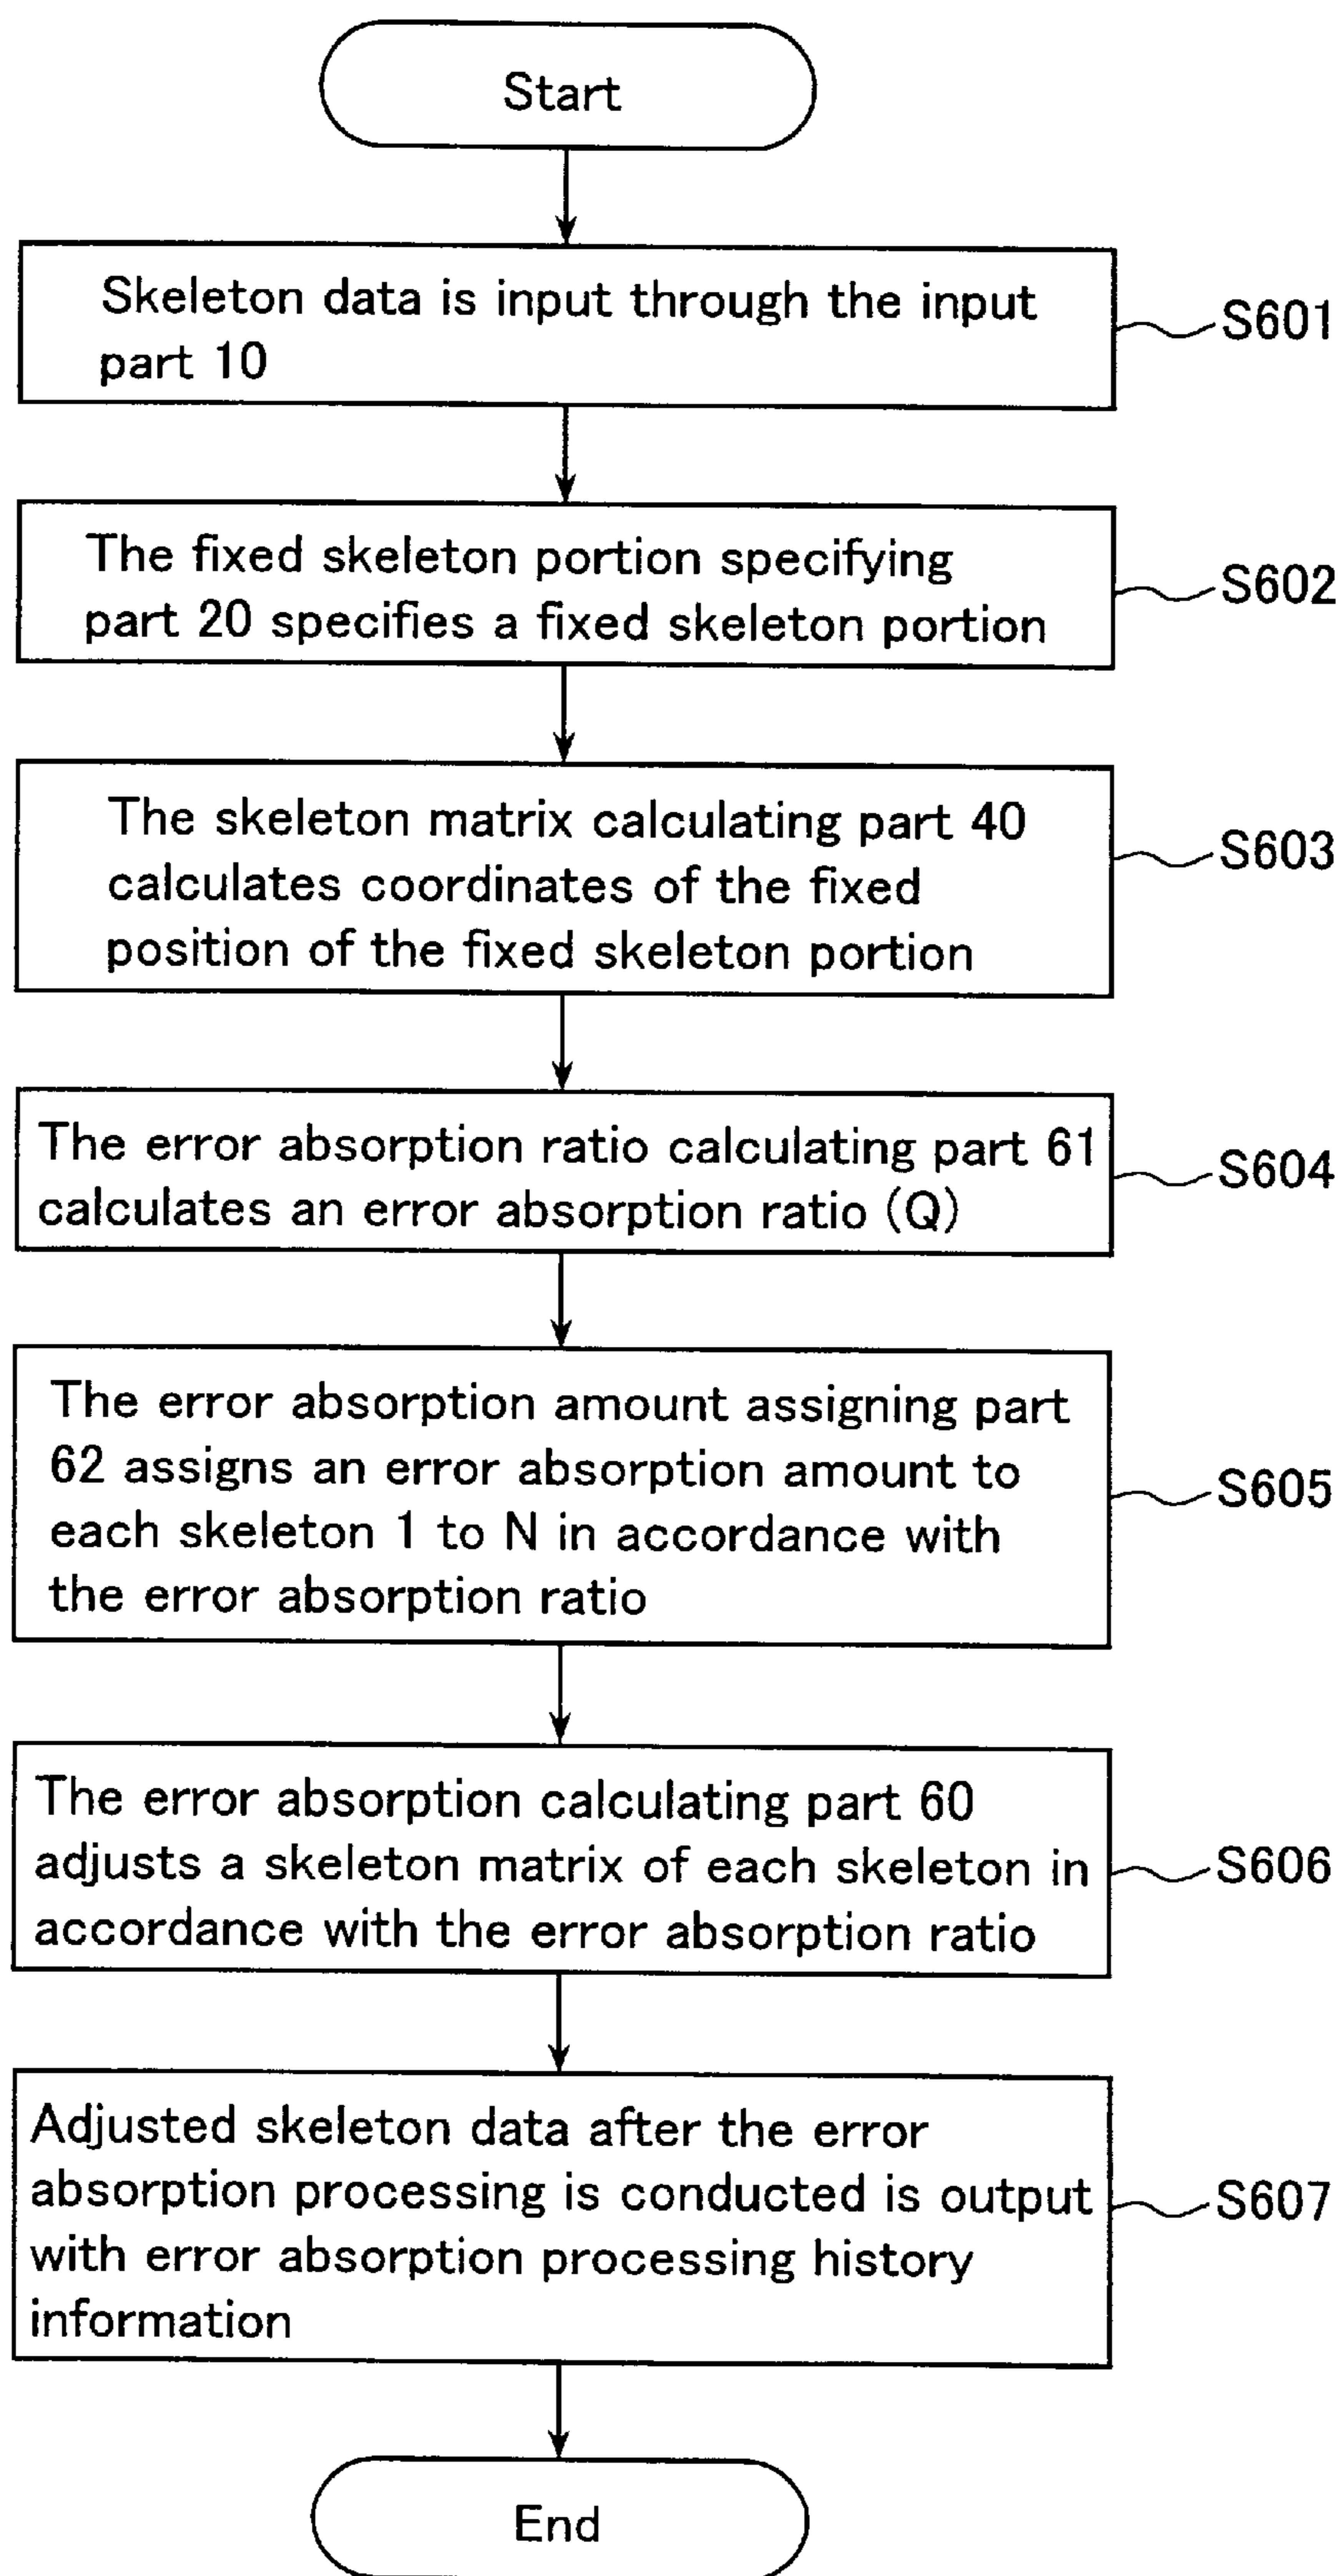 Start
Skeleton data is input through the input
part 10
S601
The fixed skeleton portion specifying
part 20 specifies a fixed skeleton portion
S602
The skeleton matrix calculating part 40
calculates coordinates of the fixed
position of the fixed skeleton portion
S603
The error absorption ratio calculating part 61
calculates an error absorption ratio (Q)
S604
The error absorption amount assigning part
62 assigns an error absorption amount to
each skeleton 1 to N in accordance with
the error absorption ratio
S605
The error absorption calculating part 60
adjusts a skeleton matrix of each skeleton in
accordance with the error absorption ratio
S606
Adjusted skeleton data after the error
absorption processing is conducted is output
with error absorption processing history
information
S607
End